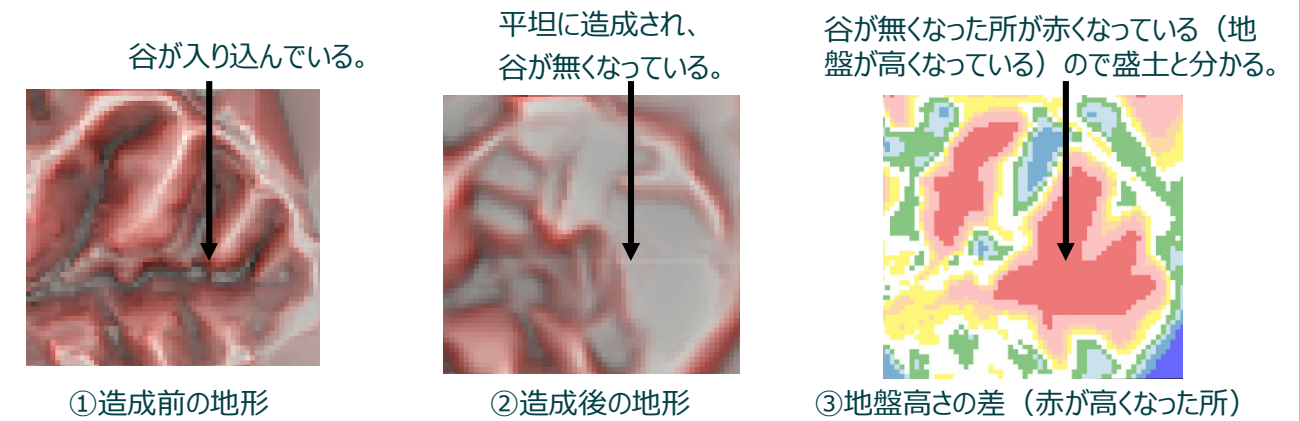 谷が入り込んでいる。
平坦に造成され、
谷が無くなっている。
谷が無くなった所が赤くなっている（地
盤が高くなっている）ので盛土と分かる。
①造成前の地形
②造成後の地形
③地盤高さの差（赤が高くなった所）